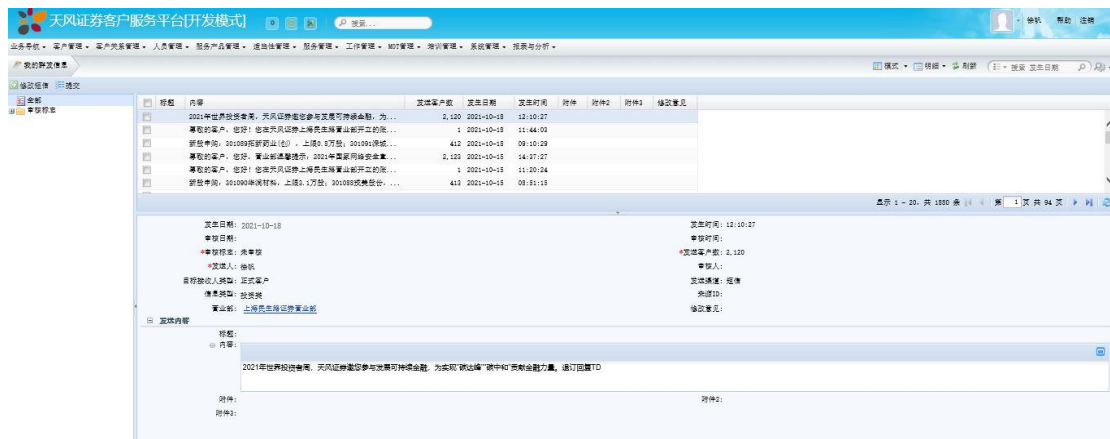 天风证券客户服务平台[开发模式] 搜索... 徐帆 帮助 注销
业务导航 客户管理 客户关系管理 人员管理 服务产品管理 适当性管理 服务管理 工作管理 MOT管理 培训管理 系统管理 报表与分析
我的群发信息 模式 明细 刷新 搜索 发生日期
修改短信 提交
全部
审核标志
标题 内容 发送客户数 发生日期 发生时间 附件 附件2 附件3 修改意见
2021年世界投资者周，天风证券邀您参与发展可持续金融，为... 2,120 2021-10-18 12:10:27
尊敬的客户，您好！您在天风证券上海民生路营业部开立的账... 1 2021-10-18 11:44:03
新股申购：301089拓新药业(创)，上限0.8万股；301091深城... 412 2021-10-18 09:10:29
尊敬的客户，您好，营业部温馨提示：2021年国家网络安全宣... 2,123 2021-10-15 14:37:27
尊敬的客户，您好！您在天风证券上海民生路营业部开立的账... 1 2021-10-15 11:20:24
新股申购：301090华润材料，上限3.1万股；301088戎美股份，... 413 2021-10-15 08:51:15
显示 1 - 20，共 1880 条 第 1 页 共 94 页
发生日期: 2021-10-18 发生时间: 12:10:27
审核日期: 审核时间:
*审核标志: 未审核 *发送客户数: 2,120
*发送人: 徐帆 审核人:
目标接收人类型: 正式客户 发送渠道: 短信
信息类型: 投资类 来源ID:
营业部: 上海民生路证券营业部 修改意见:
发送内容
标题:
内容:
2021年世界投资者周，天风证券邀您参与发展可持续金融，为实现“碳达峰”“碳中和”贡献金融力量。退订回复TD
附件: 附件2:
附件3: